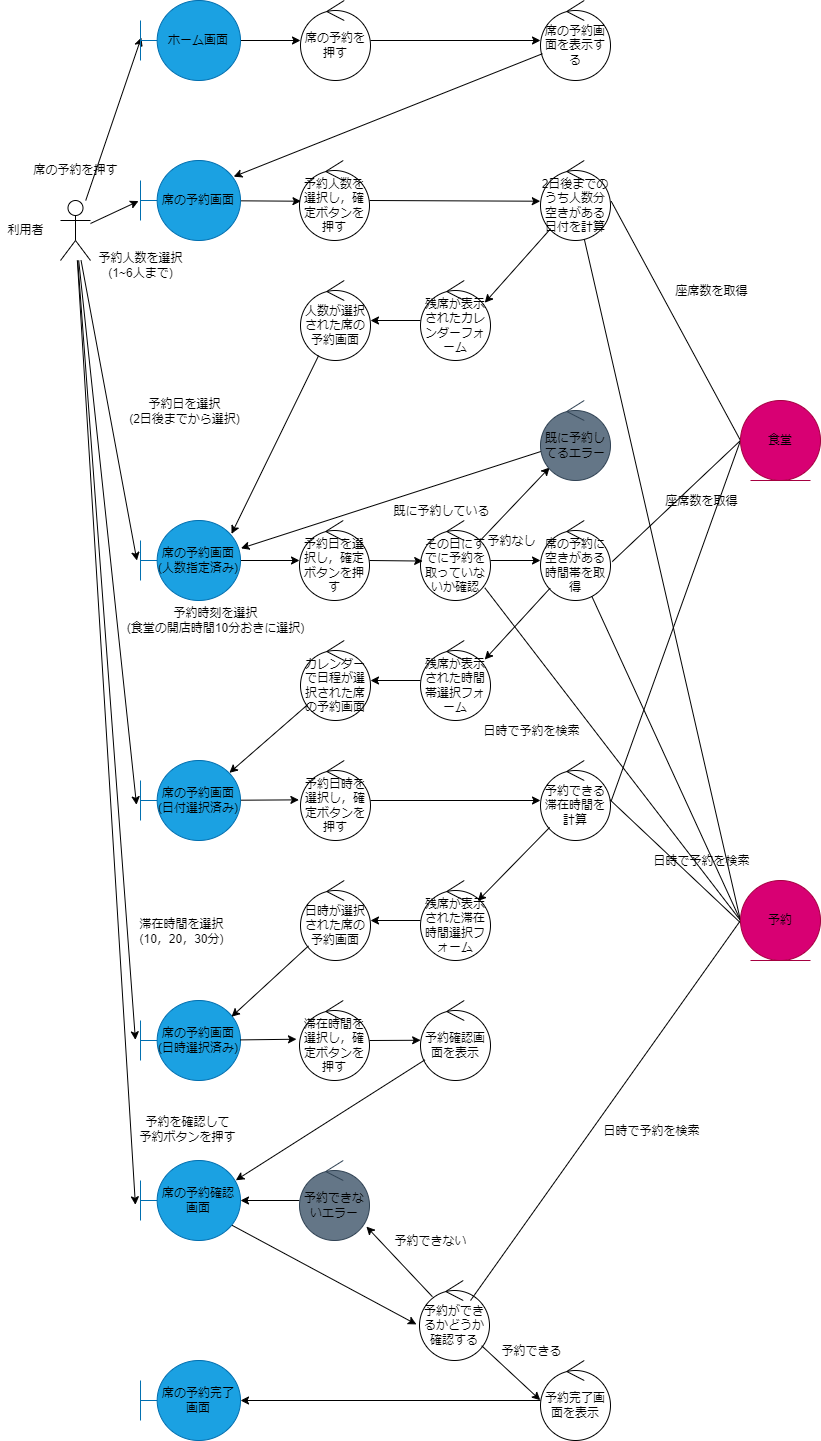 ホーム画面
席の予約を
押す
席の予約画
面を表示す
る
席の予約を押す
利用者
席の予約画面
予約人数を
選択し，確
定ボタンを
押す
2日後までの
うち人数分
空きがある
日付を計算
予約人数を選択
(1~6人まで)
座席数を取得
人数が選択
された席の
予約画面
残席が表示
されたカレ
ンダーフォ
ーム
予約日を選択
(2日後までから選択)
既に予約し
てるエラー
食堂
座席数を取得
既に予約している
予約なし
席の予約画面
(人数指定済み)
予約日を選
択し，確定
ボタンを押
す
その日にす
でに予約を
取っていな
いか確認
席の予約に
空きがある
時間帯を取
得
予約時刻を選択
(食堂の開店時間10分おきに選択)
カレンダー
で日程が選
択された席
の予約画面
残席が表示
された時間
帯選択フォ
ーム
日時で予約を検索
席の予約画面
(日付選択済み)
予約日時を
選択し，確
定ボタンを
押す
予約できる
滞在時間を
計算
日時で予約を検索
滞在時間を選択
(10，20，30分)
日時が選択
された席の
予約画面
残席が表示
された滞在
時間選択フ
ォーム
予約
席の予約画面
(日時選択済み)
滞在時間を
選択し，確
定ボタンを
押す
予約確認画
面を表示
予約を確認して
予約ボタンを押す
日時で予約を検索
席の予約確認
画面
予約できな
いエラー
予約できない
予約ができ
るかどうか
確認する
予約できる
席の予約完了
画面
予約完了画
面を表示